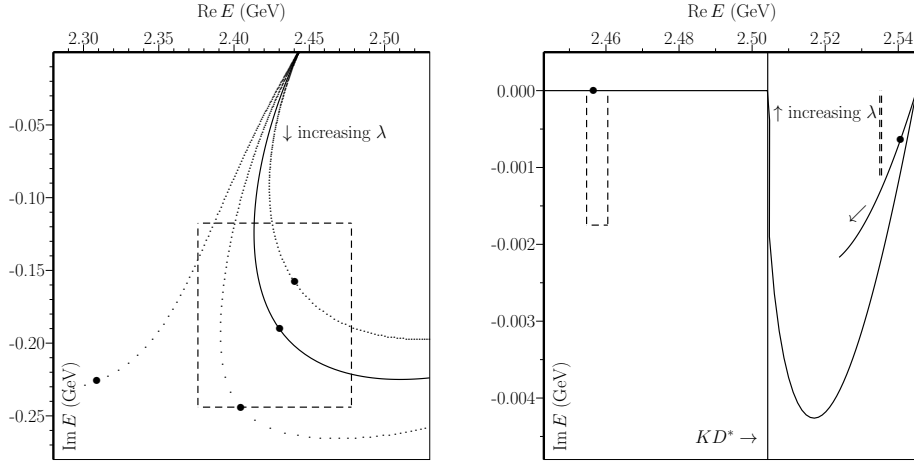 Re E (GeV)
2.30 2.35 2.40 2.45 2.50
-0.05
-0.10
-0.15
-0.20
-0.25
↓ increasing λ
Im E (GeV)
Re E (GeV)
2.46 2.48 2.50 2.52 2.54
0.000
-0.001
-0.002
-0.003
-0.004
↑ increasing λ
KD* →
Im E (GeV)